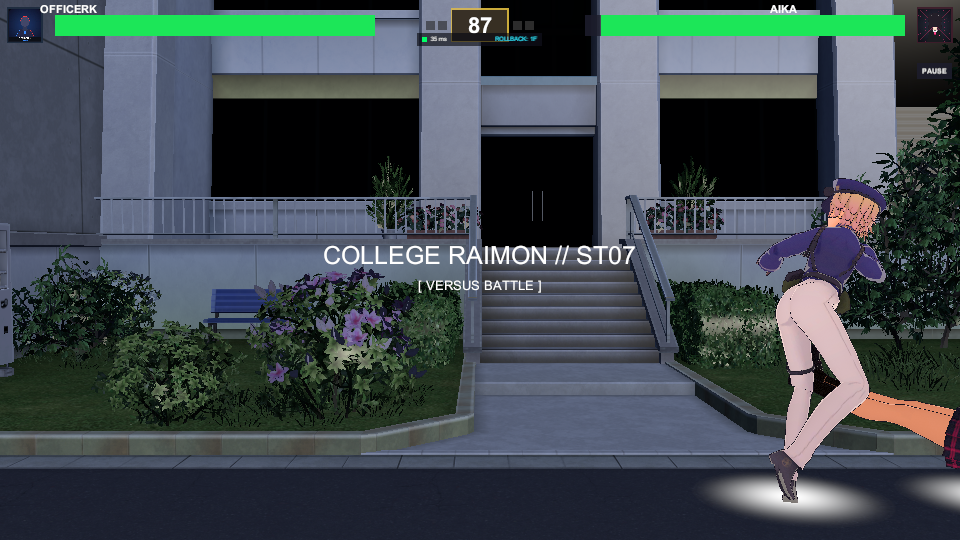 OFFICERK
AIKA
87
35 ms
ROLLBACK: 1F
PAUSE
COLLEGE RAIMON // ST07
[ VERSUS BATTLE ]